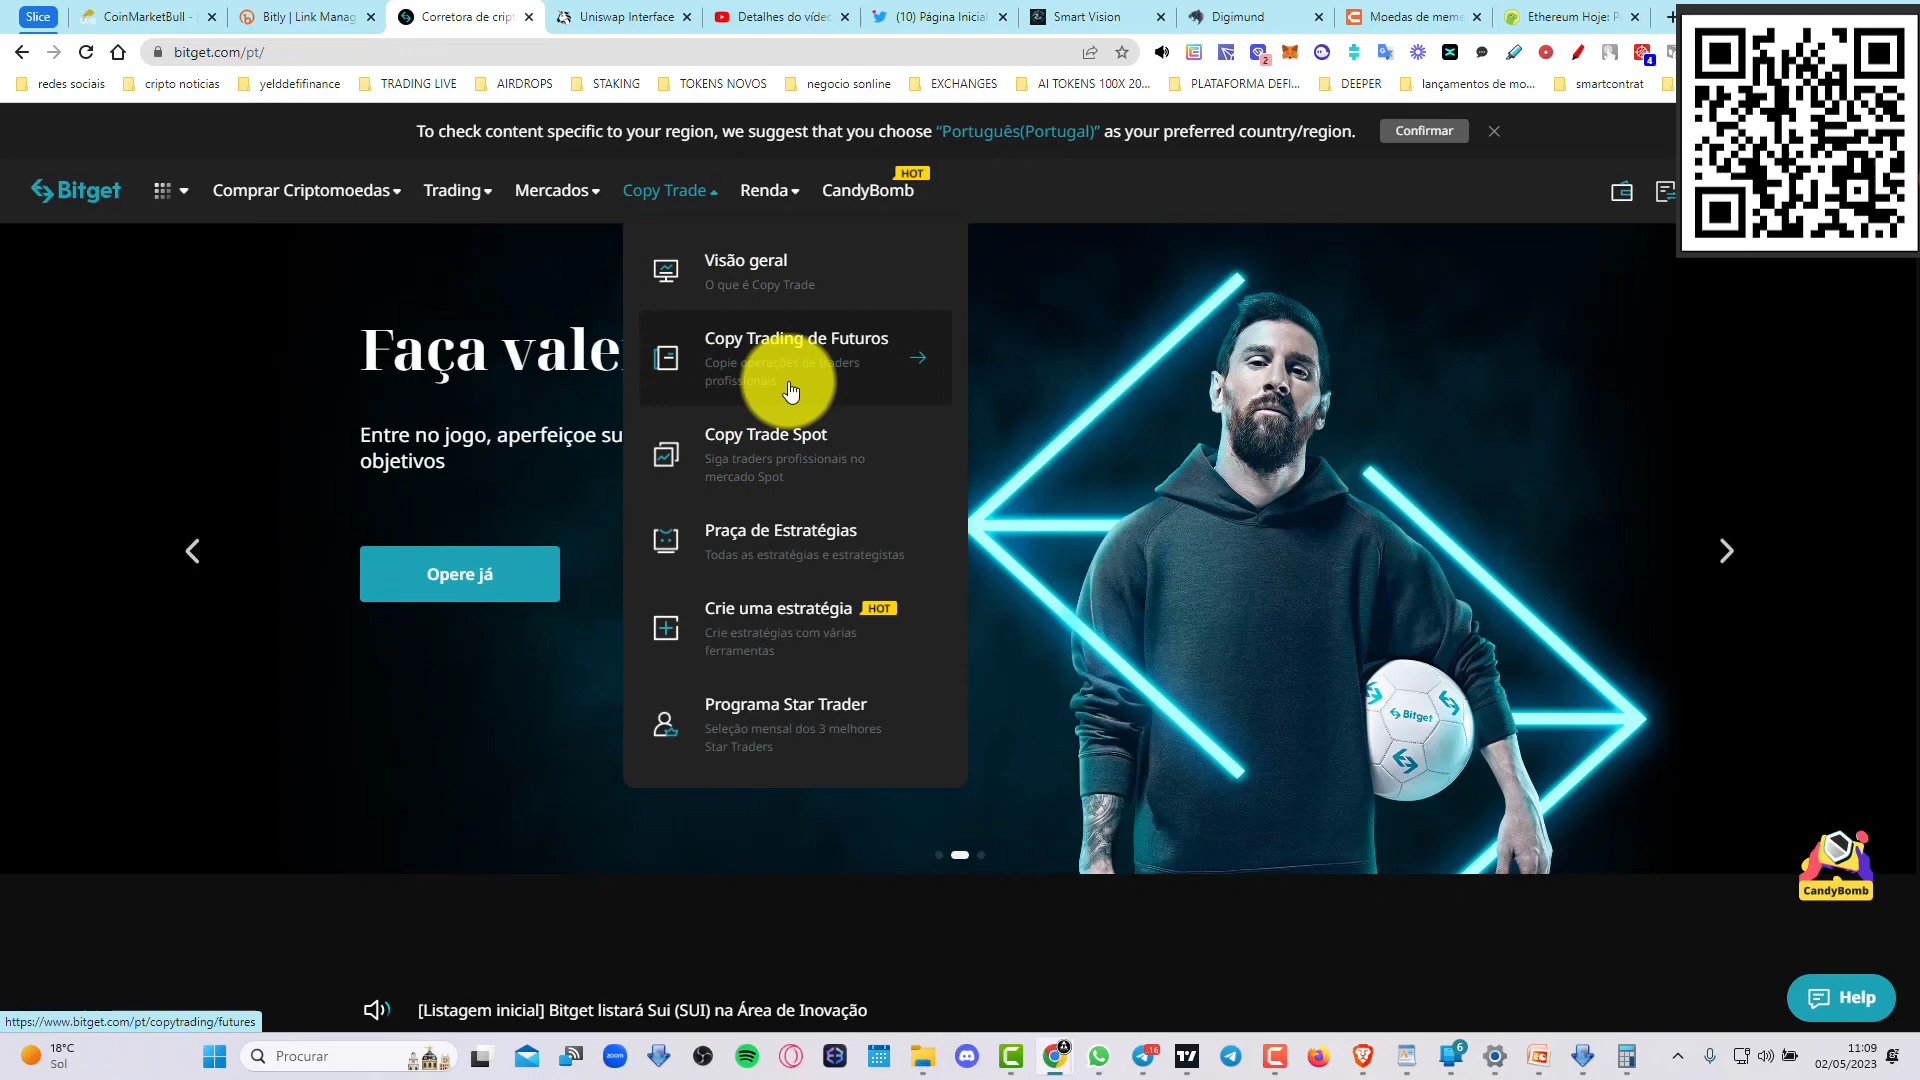 Slice
CoinMarketBull -
Bitly | Link Manag
Corretora de cript
Uniswap Interface
Detalhes do vídeo
(10) Página Inicial
Smart Vision
Digimund
Moedas de meme
Ethereum Hoje: P
bitget.com/pt/
2
4
redes sociais
cripto noticias
yelddefifinance
TRADING LIVE
AIRDROPS
STAKING
TOKENS NOVOS
negocio sonline
EXCHANGES
AI TOKENS 100X 20...
PLATAFORMA DEFI...
DEEPER
lançamentos de mo...
smartcontrat
To check content specific to your region, we suggest that you choose "Português(Portugal)" as your preferred country/region.
Confirmar
Bitget
Comprar Criptomoedas
Trading
Mercados
Copy Trade
Renda
CandyBomb
HOT
Visão geral
O que é Copy Trade
Copy Trading de Futuros
Copie operações de traders
profissionais
Copy Trade Spot
Siga traders profissionais no
mercado Spot
Praça de Estratégias
Todas as estratégias e estrategistas
Crie uma estratégia HOT
Crie estratégias com várias
ferramentas
Programa Star Trader
Seleção mensal dos 3 melhores
Star Traders
Faça vale
Entre no jogo, aperfeiçoe su
objetivos
Opere já
Bitget
CandyBomb
[Listagem inicial] Bitget listará Sui (SUI) na Área de Inovação
Help
https://www.bitget.com/pt/copytrading/futures
18°C
Sol
Procurar
zoom
16
6
11:09
02/05/2023